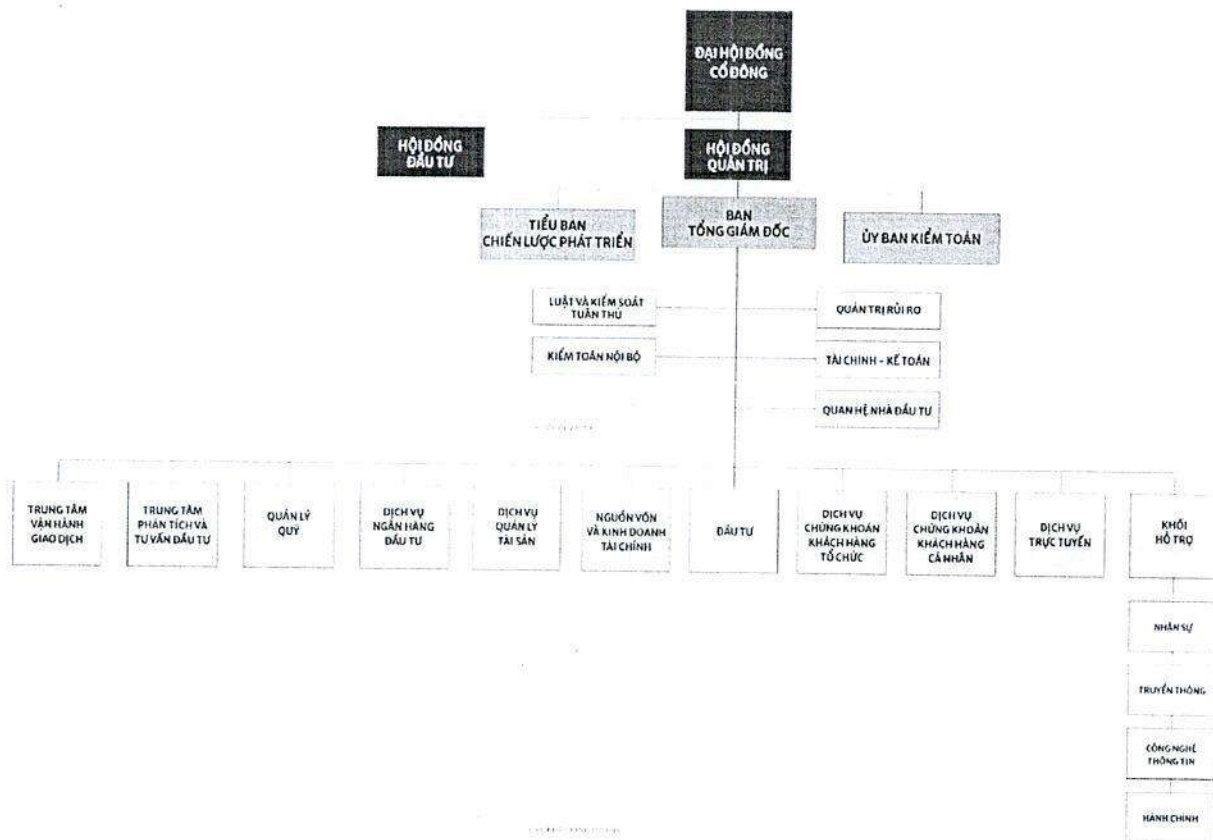 ĐẠI HỘI ĐỒNG
CỔ ĐÔNG
HỘI ĐỒNG
ĐẦU TƯ
HỘI ĐỒNG
QUẢN TRỊ
TIỂU BAN
CHIẾN LƯỢC PHÁT TRIỂN
BAN
TỔNG GIÁM ĐỐC
ỦY BAN KIỂM TOÁN
LUẬT VÀ KIỂM SOÁT
TUÂN THỦ
QUẢN TRỊ RỦI RO
KIỂM TOÁN NỘI BỘ
TÀI CHÍNH – KẾ TOÁN
QUAN HỆ NHÀ ĐẦU TƯ
TRUNG TÂM
VẬN HÀNH
GIAO DỊCH
TRUNG TÂM
PHÂN TÍCH VÀ
TƯ VẤN ĐẦU TƯ
QUẢN LÝ
QUỸ
DỊCH VỤ
NGÂN HÀNG
ĐẦU TƯ
DỊCH VỤ
QUẢN LÝ
TÀI SẢN
NGUỒN VỐN
VÀ KINH DOANH
TÀI CHÍNH
ĐẦU TƯ
DỊCH VỤ
CHỨNG KHOÁN
KHÁCH HÀNG
TỔ CHỨC
DỊCH VỤ
CHỨNG KHOÁN
KHÁCH HÀNG
CÁ NHÂN
DỊCH VỤ
TRỰC TUYẾN
KHỐI
HỖ TRỢ
NHÂN SỰ
TRUYỀN THÔNG
CÔNG NGHỆ
THÔNG TIN
HÀNH CHÍNH